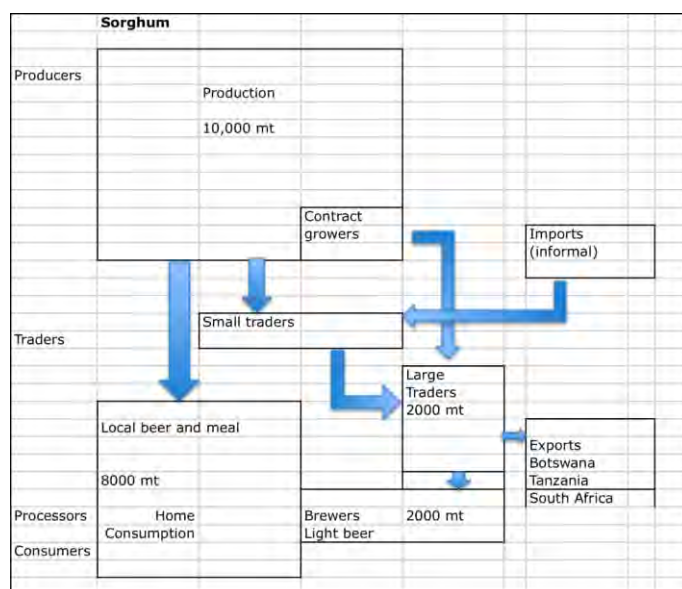 Sorghum
Producers
Production
10,000 mt
Contract
growers
Imports
(informal)
Small traders
Traders
Large
Traders
2000 mt
Local beer and meal
8000 mt
Exports
Botswana
Tanzania
South Africa
Processors
Home
Consumption
Brewers 2000 mt
Light beer
Consumers